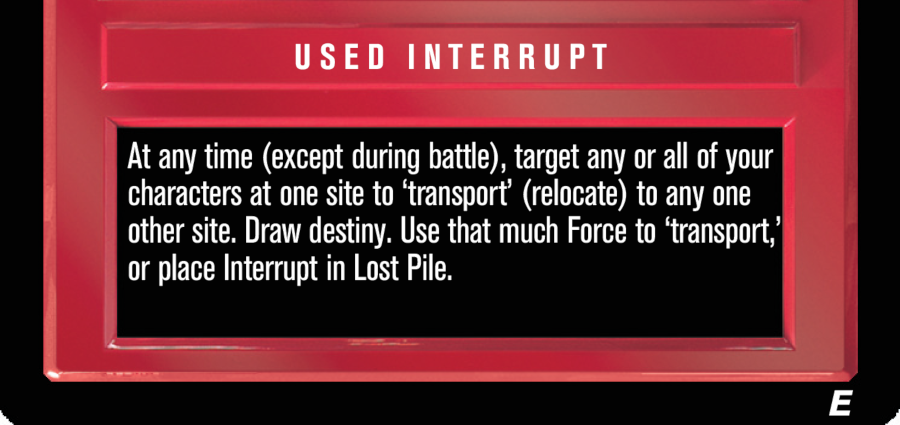 USED INTERRUPT
At any time (except during battle), target any or all of your
characters at one site to ‘transport’ (relocate) to any one
other site. Draw destiny. Use that much Force to ‘transport,’
or place Interrupt in Lost Pile.
E